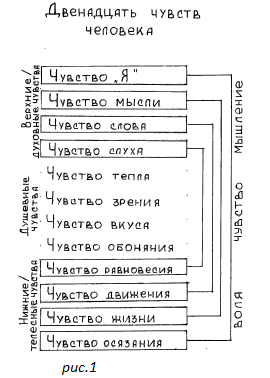 Двенадцать чувств
человека
Верхние/
духовные чувства
Чувство „Я"
Чувство мысли
Чувство слова
Чувство слуха
Душевные
чувства
Чувство тепла
Чувство зрения
Чувство вкуса
Чувство обоняния
Нижние/
телесные чувства
Чувство равновесия
Чувство движения
Чувство жизни
Чувство осязания
Мышление
Чувство
Воля
рис.1